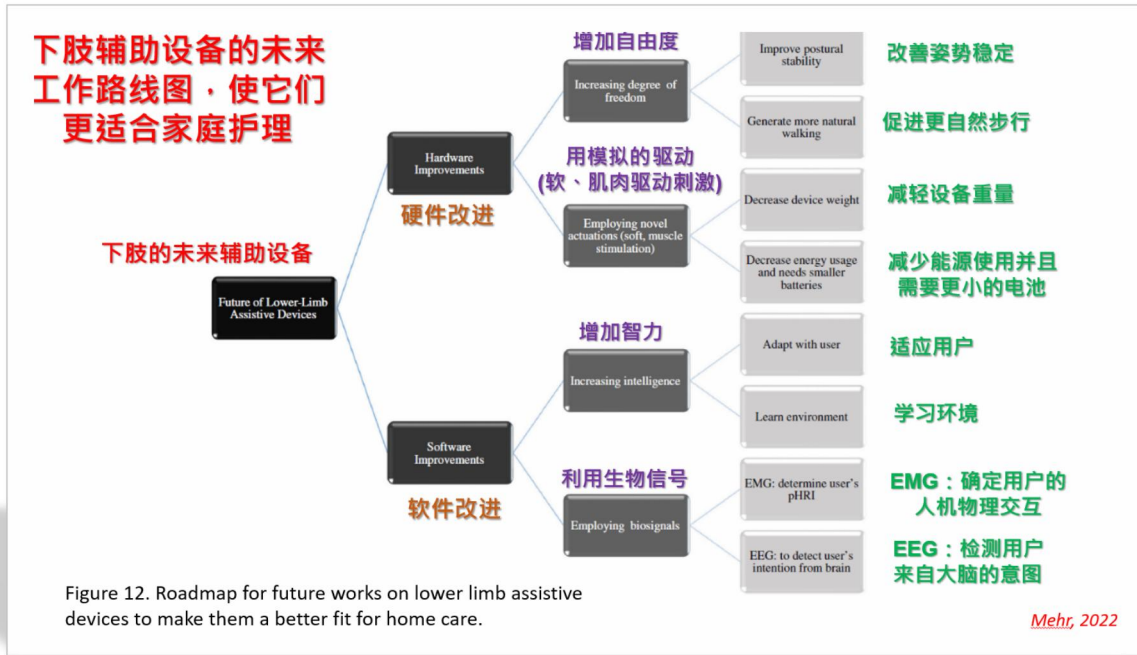 下肢辅助设备的未来
工作路线图，使它们
更适合家庭护理
增加自由度
Increasing degree of
freedom
Improve postural
stability
改善姿势稳定
Generate more natural
walking
促进更自然步行
Hardware
Improvements
硬件改进
用模拟的驱动
(软、肌肉驱动刺激)
Employing novel
actuations (soft, muscle
stimulation)
Decrease device weight
减轻设备重量
Decrease energy usage
and needs smaller
batteries
减少能源使用并且
需要更小的电池
下肢的未来辅助设备
Future of Lower-Limb
Assistive Devices
增加智力
Increasing intelligence
Adapt with user
适应用户
Learn environment
学习环境
Software
Improvements
软件改进
利用生物信号
Employing biosignals
EMG: determine user's
pHRI
EMG：确定用户的
人机物理交互
EEG: to detect user's
intention from brain
EEG：检测用户
来自大脑的意图
Figure 12. Roadmap for future works on lower limb assistive
devices to make them a better fit for home care.
Mehr, 2022